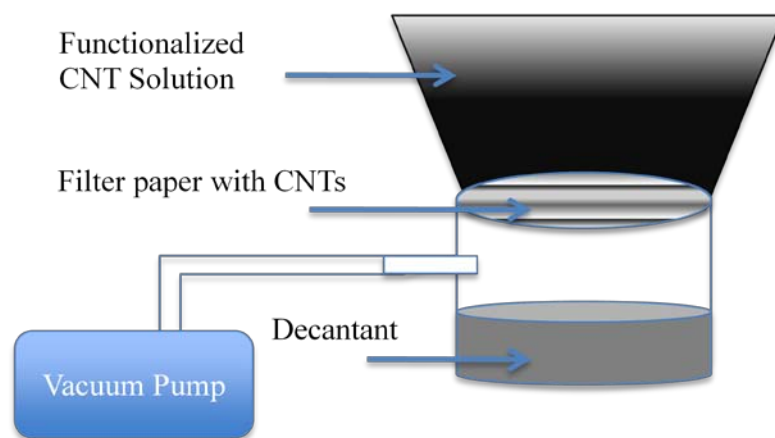 Functionalized
CNT Solution
Filter paper with CNTs
Decantant
Vacuum Pump